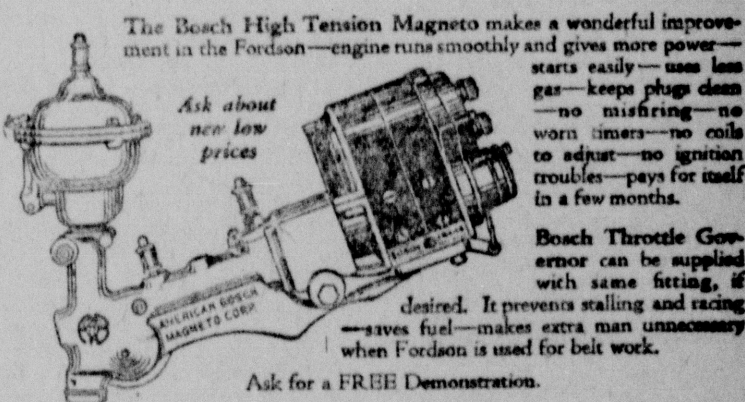 The Bosch High Tension Magneto makes a wonderful improve-
ment in the Fordson—engine runs smoothly and gives more power—
starts easily—uses less
gas—keeps plugs clean
—no misfiring—no
worn timers—no coils
to adjust—no ignition
troubles—pays for itself
in a few months.
Ask about
new low
prices
Bosch Throttle Gov-
ernor can be supplied
with same fitting, if
desired. It prevents stalling and racing
—saves fuel—makes extra man unnecessary
when Fordson is used for belt work.
AMERICAN BOSCH
MAGNETO CORP.
Ask for a FREE Demonstration.